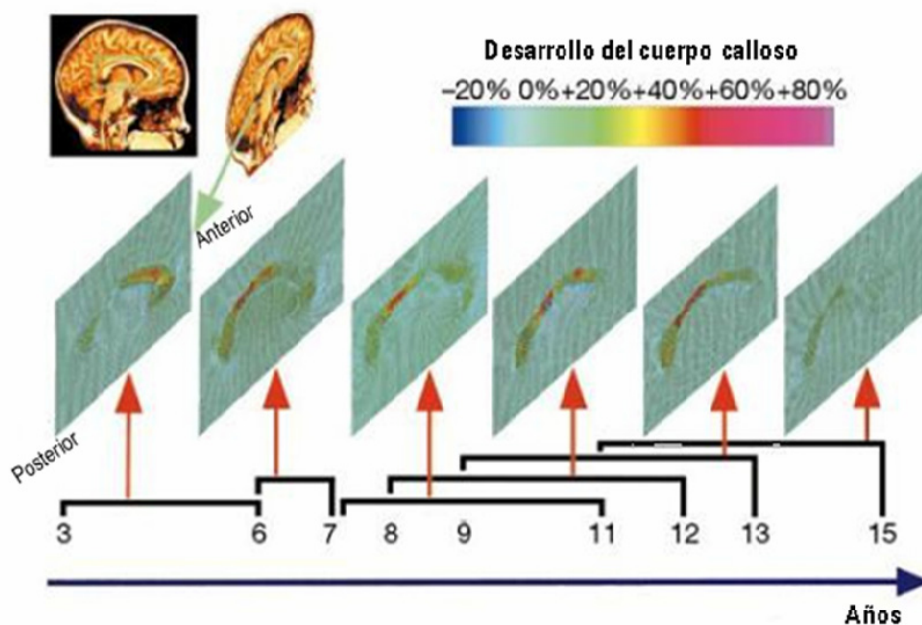 Desarrollo del cuerpo calloso
–20% 0%+20%+40%+60%+80%
Anterior
Posterior
3 6 7 8 9 11 12 13 15
Años